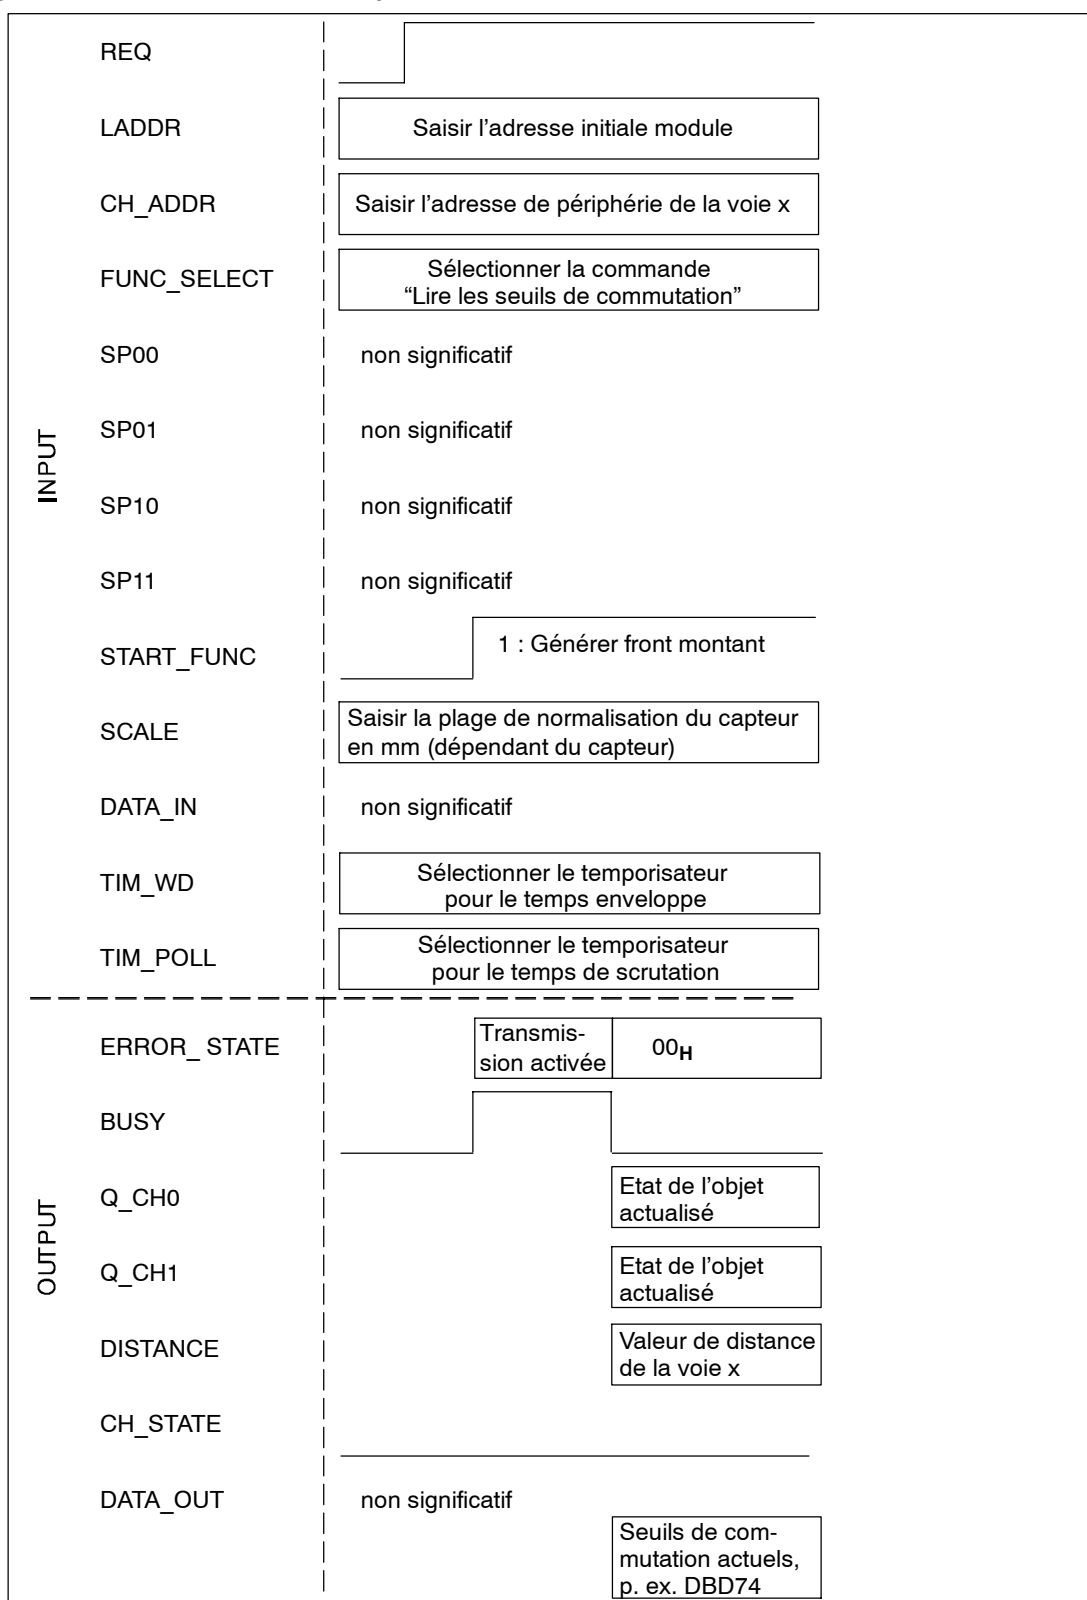 REQ
LADDR
Saisir l’adresse initiale module
CH_ADDR
Saisir l’adresse de périphérie de la voie x
FUNC_SELECT
Sélectionner la commande
“Lire les seuils de commutation”
SP00
non significatif
SP01
non significatif
INPUT
SP10
non significatif
SP11
non significatif
START_FUNC
1 : Générer front montant
SCALE
Saisir la plage de normalisation du capteur
en mm (dépendant du capteur)
DATA_IN
non significatif
TIM_WD
Sélectionner le temporisateur
pour le temps enveloppe
TIM_POLL
Sélectionner le temporisateur
pour le temps de scrutation
ERROR_ STATE
Transmis-
sion activée
00H
BUSY
Q_CH0
Etat de l’objet
actualisé
OUTPUT
Q_CH1
Etat de l’objet
actualisé
DISTANCE
Valeur de distance
de la voie x
CH_STATE
DATA_OUT
non significatif
Seuils de com-
mutation actuels,
p. ex. DBD74